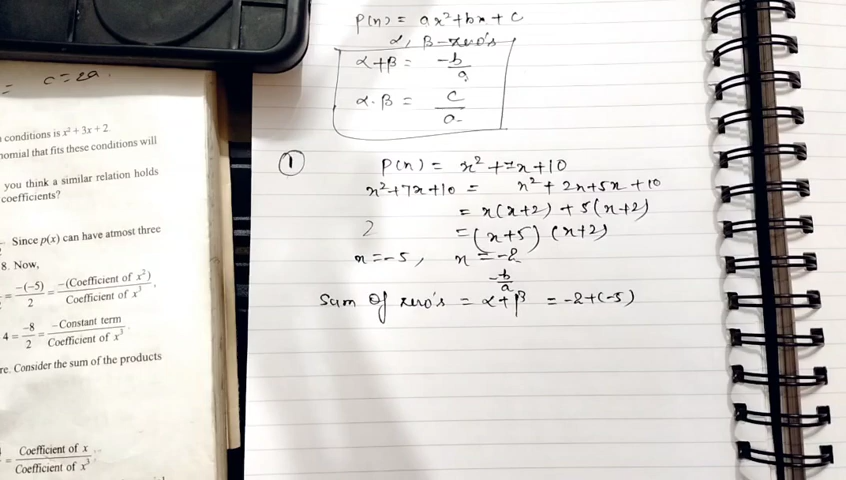 c = 2a.
=
conditions is x² + 3x + 2.
nomial that fits these conditions will
you think a similar relation holds
coefficients?
Since p(x) can have atmost three
8. Now,
= -(-5)/2 = -(Coefficient of x²)/Coefficient of x³,
4 = -8/2 = -Constant term/Coefficient of x³.
re. Consider the sum of the products
= Coefficient of x/Coefficient of x³
P(x) = ax² + bx + c
α, β - zero's
α+β = -b/a
α·β = c/a
① P(x) = x² + 7x + 10
x² + 7x + 10 = x² + 2x + 5x + 10
= x(x+2) + 5(x+2)
2 = (x+5) (x+2)
x = -5, x = -2
-b/a
Sum Of zero's = α + β = -2 + (-5)